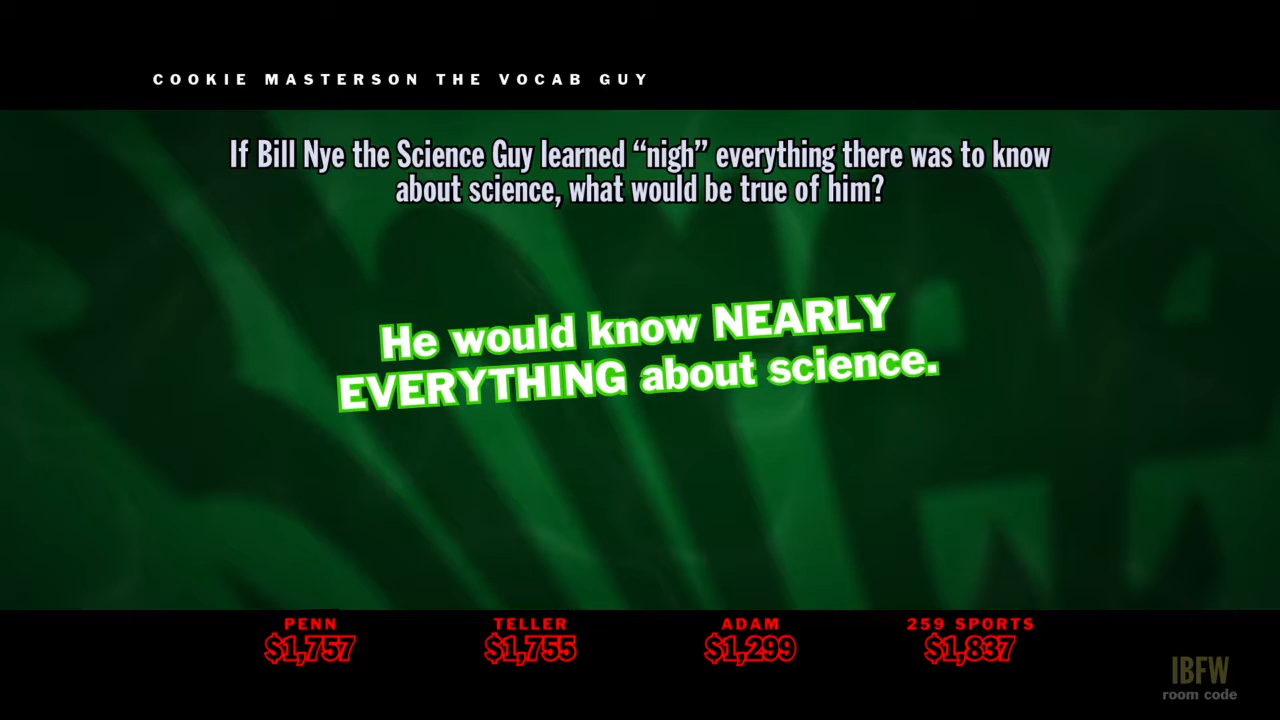 COOKIE MASTERSON THE VOCAB GUY
If Bill Nye the Science Guy learned “nigh” everything there was to know
about science, what would be true of him?
He would know NEARLY
EVERYTHING about science.
PENN
$1,757
TELLER
$1,755
ADAM
$1,299
259 SPORTS
$1,837
IBFW
room code